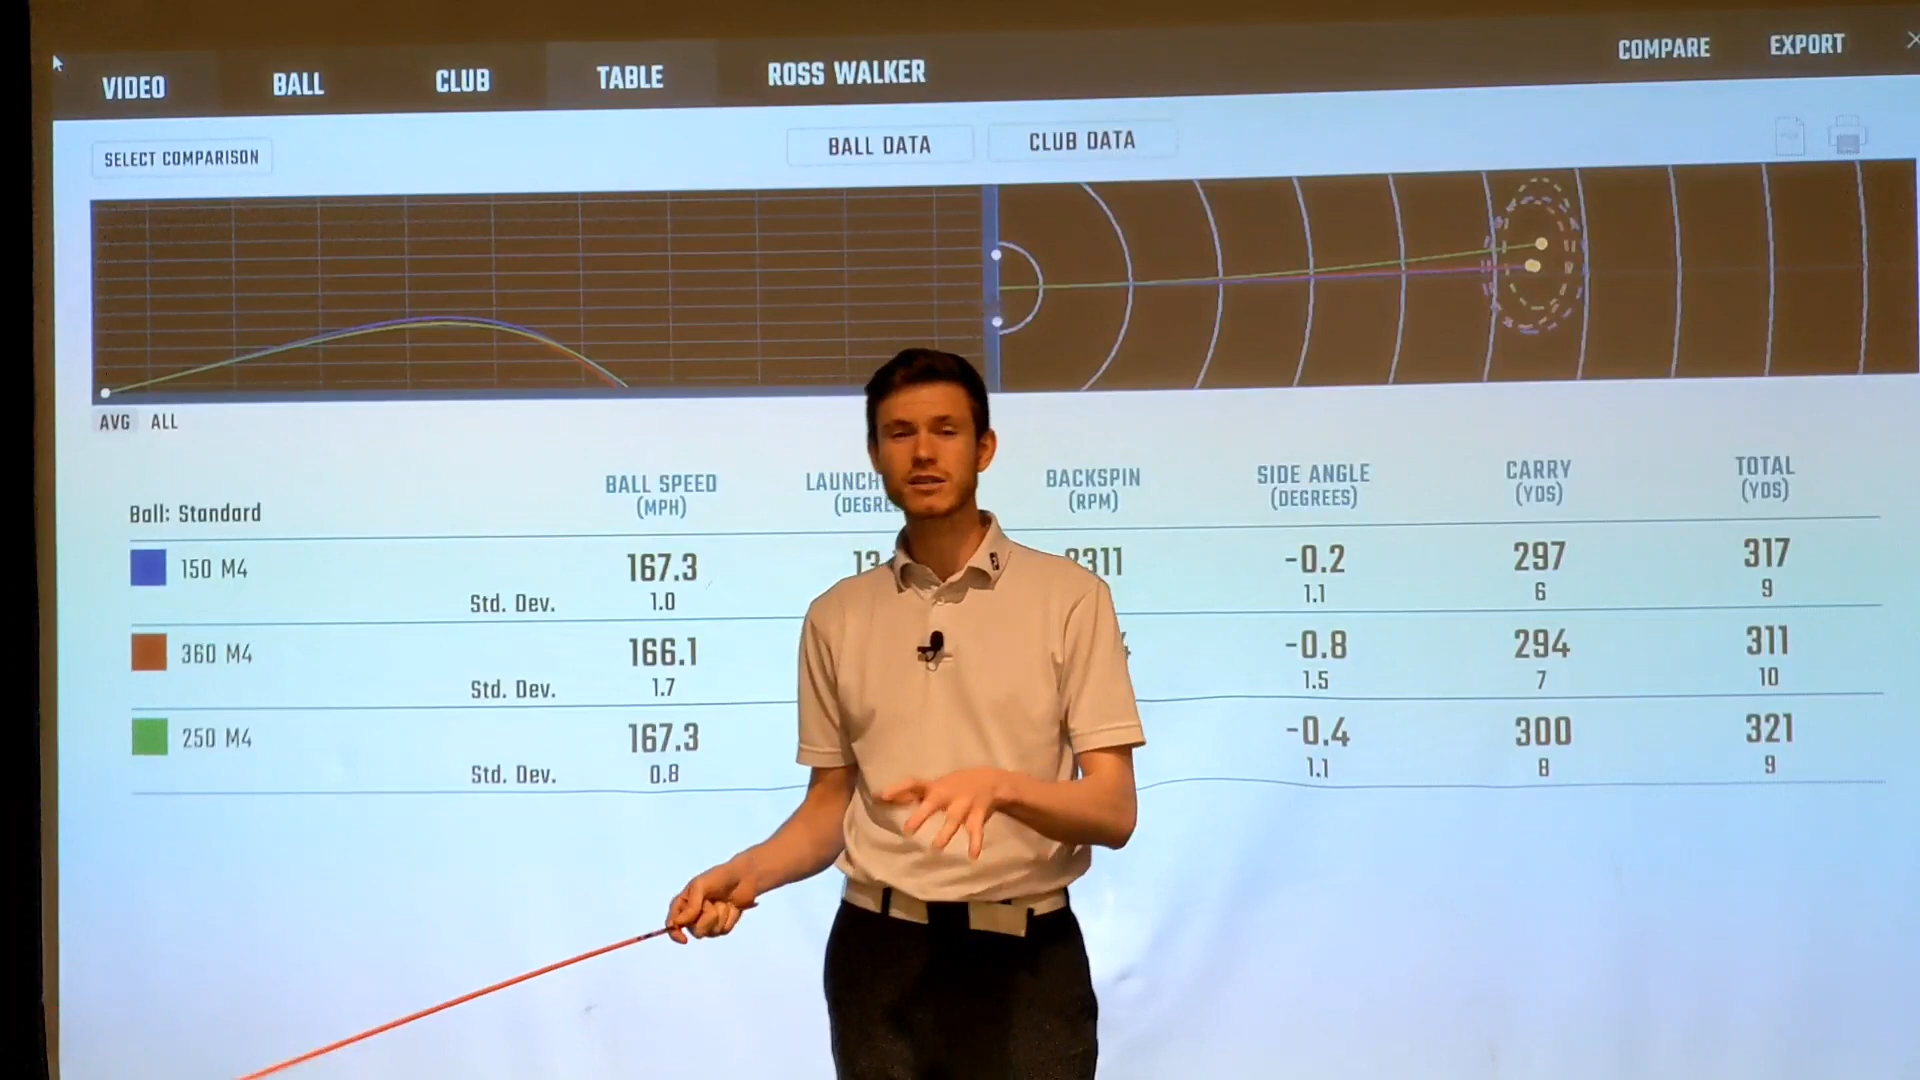 VIDEO BALL CLUB TABLE ROSS WALKER COMPARE EXPORT
SELECT COMPARISON BALL DATA CLUB DATA
AVG ALL
BALL SPEED LAUNCH BACKSPIN SIDE ANGLE CARRY TOTAL
(MPH) (RPM) (DEGREES) (YDS) (YDS)
Ball: Standard
150 M4 167.3 -0.2 297 317
Std. Dev. 1.0 1.1 6 9
360 M4 166.1 -0.8 294 311
Std. Dev. 1.7 1.5 7 10
250 M4 167.3 -0.4 300 321
Std. Dev. 0.8 1.1 8 9